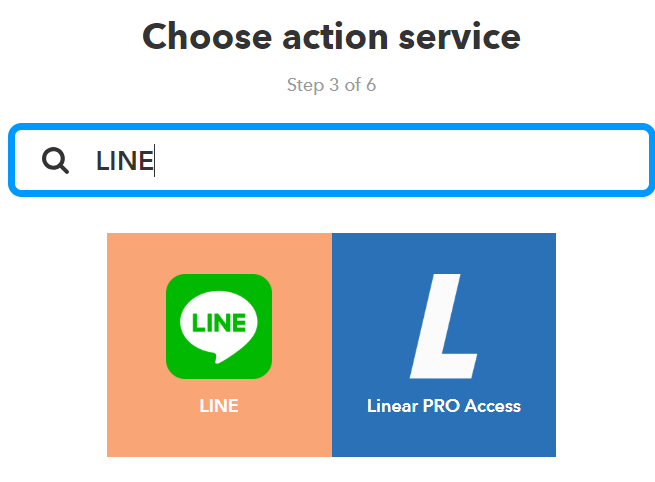 Choose action service
Step 3 of 6
LINE
LINE
LINE
Linear PRO Access